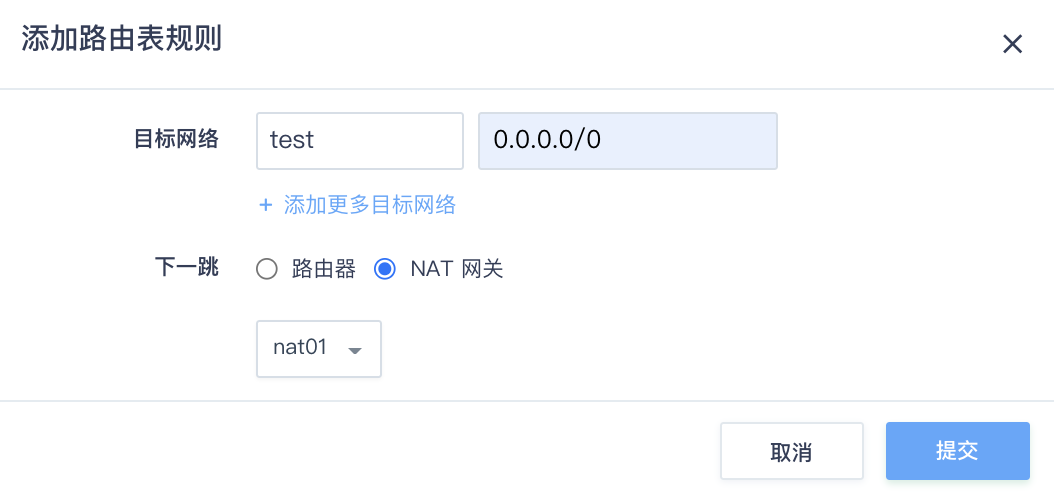 添加路由表规则
目标网络 test 0.0.0.0/0
+ 添加更多目标网络
下一跳 路由器 NAT 网关
nat01
取消 提交